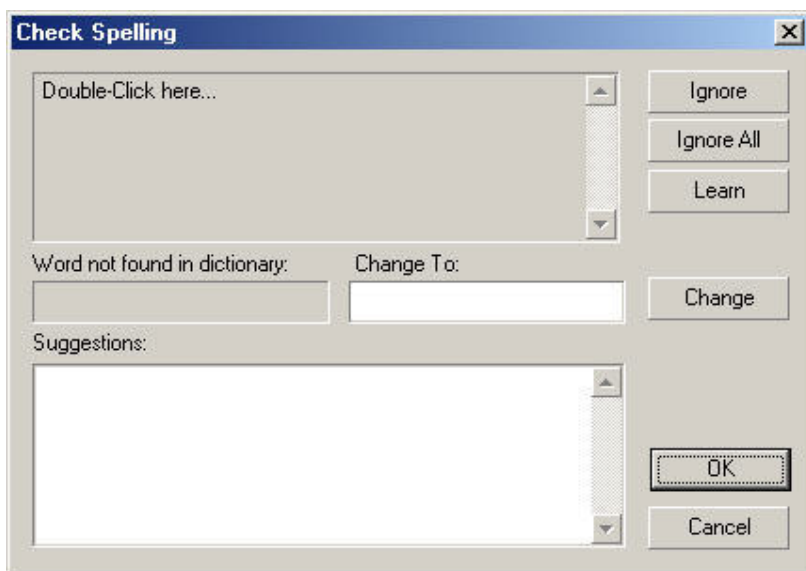 Check Spelling
Double-Click here...
Ignore
Ignore All
Learn
Word not found in dictionary:
Change To:
Change
Suggestions:
OK
Cancel